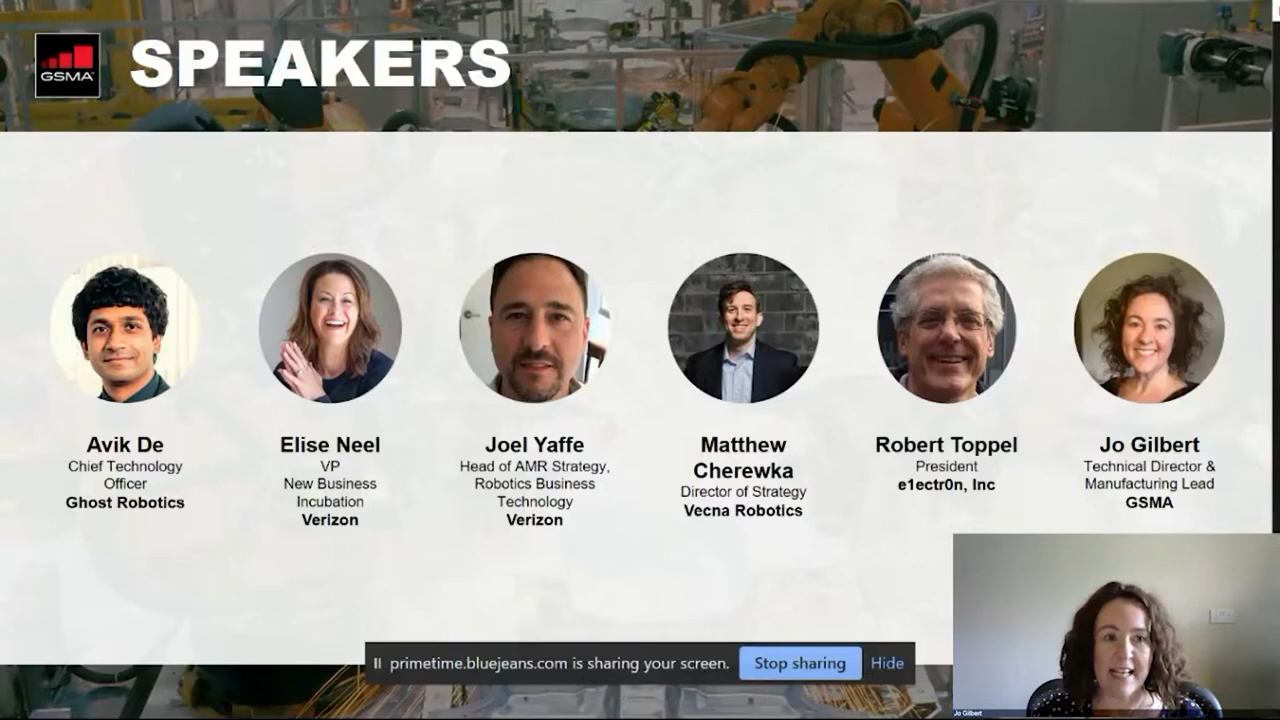 GSMA
SPEAKERS
Avik De
Chief Technology
Officer
Ghost Robotics
Elise Neel
VP
New Business
Incubation
Verizon
Joel Yaffe
Head of AMR Strategy,
Robotics Business
Technology
Verizon
Matthew
Cherewka
Director of Strategy
Vecna Robotics
Robert Toppel
President
e1ectr0n, Inc
Jo Gilbert
Technical Director &
Manufacturing Lead
GSMA
primetime.bluejeans.com is sharing your screen.
Stop sharing
Hide
Jo Gilbert